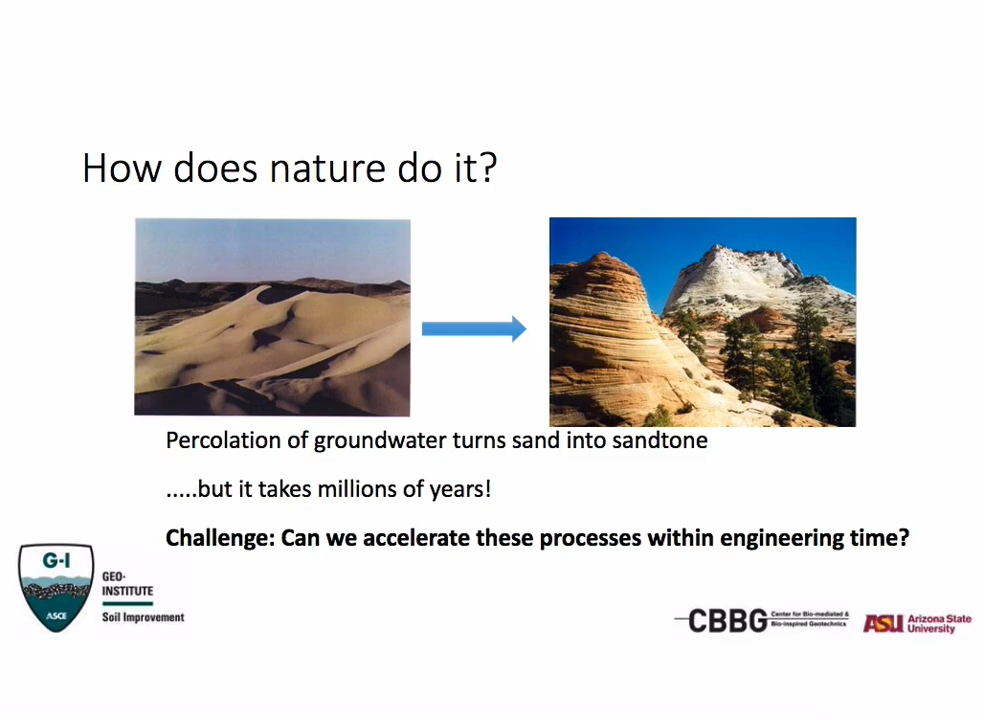 How does nature do it?
Percolation of groundwater turns sand into sandtone
.....but it takes millions of years!
Challenge: Can we accelerate these processes within engineering time?
G-I
ASCE
GEO-
INSTITUTE
Soil Improvement
CBBG
Center for Bio-mediated &
Bio-inspired Geotechnics
ASU
Arizona State
University